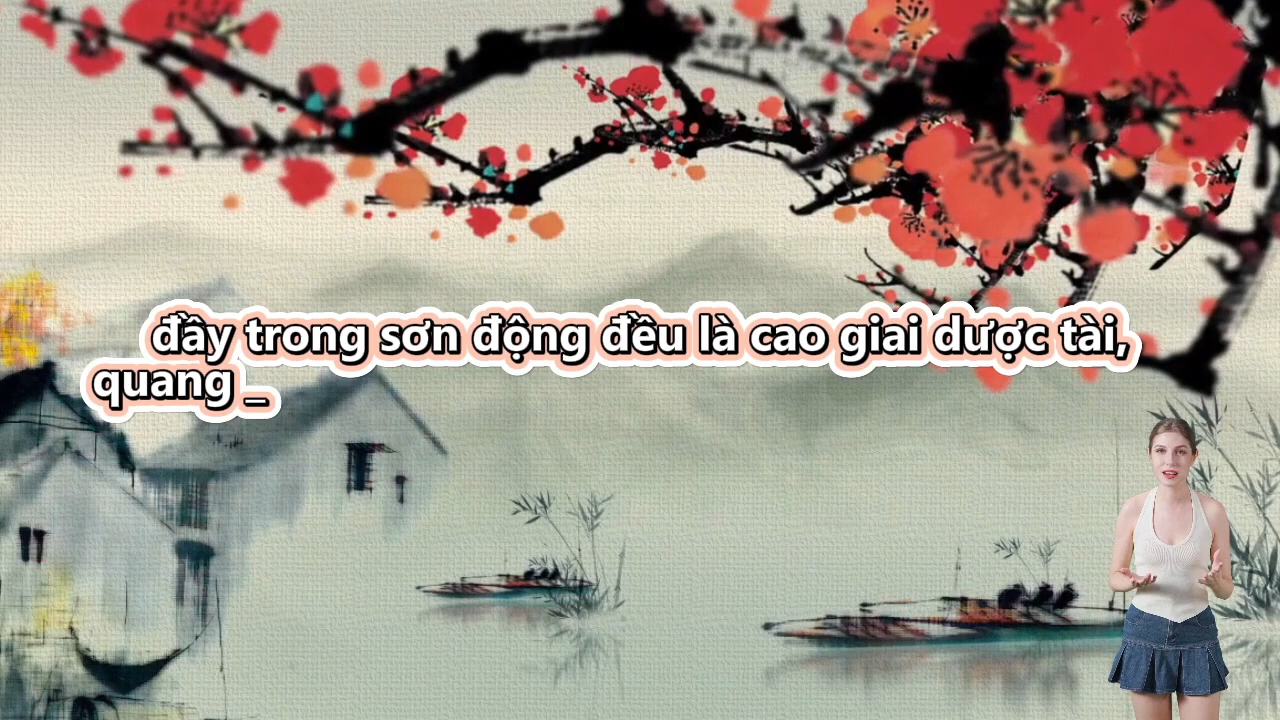 đầy trong sơn động đều là cao giai dược tài,
quang _